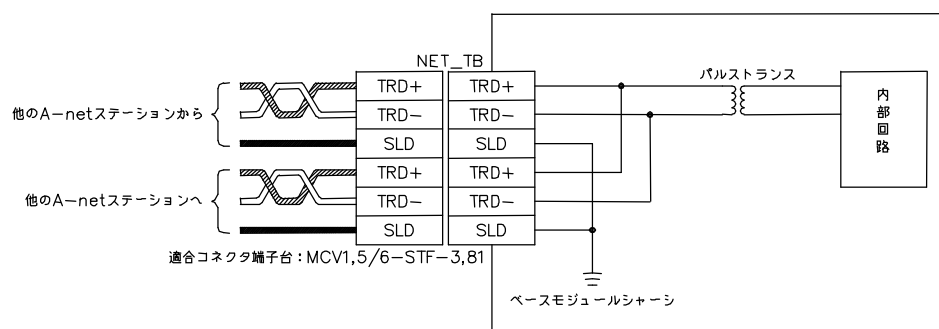 NET_TB
TRD+ TRD+
TRD- TRD-
SLD SLD
TRD+ TRD+
TRD- TRD-
SLD SLD
他のA-netステーションから
他のA-netステーションへ
パルストランス
内部回路
適合コネクタ端子台:MCV1,5/6-STF-3,81
ベースモジュールシャーシ